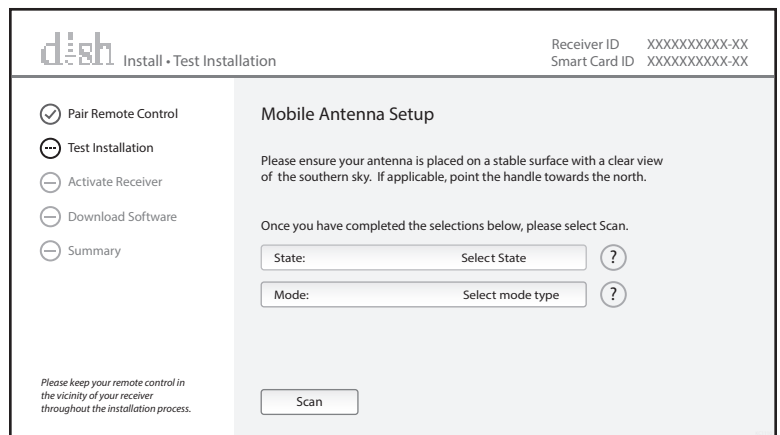 dish Install • Test Installation
Receiver ID XXXXXXXXXX-XX
Smart Card ID XXXXXXXXXX-XX
Pair Remote Control
Test Installation
Activate Receiver
Download Software
Summary
Please keep your remote control in
the vicinity of your receiver
throughout the installation process.
Mobile Antenna Setup
Please ensure your antenna is placed on a stable surface with a clear view
of the southern sky. If applicable, point the handle towards the north.
Once you have completed the selections below, please select Scan.
State: Select State ?
Mode: Select mode type ?
Scan